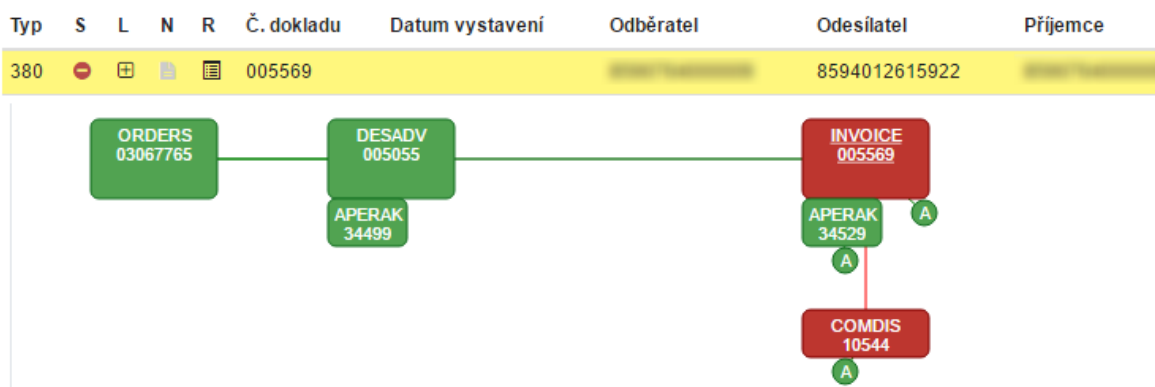 Typ S L N R Č. dokladu Datum vystavení Odběratel Odesílatel Příjemce
380 005569 8594012615922
ORDERS
03067765
DESADV
005055
INVOICE
005569
APERAK
34499
APERAK
34529
A
A
COMDIS
10544
A